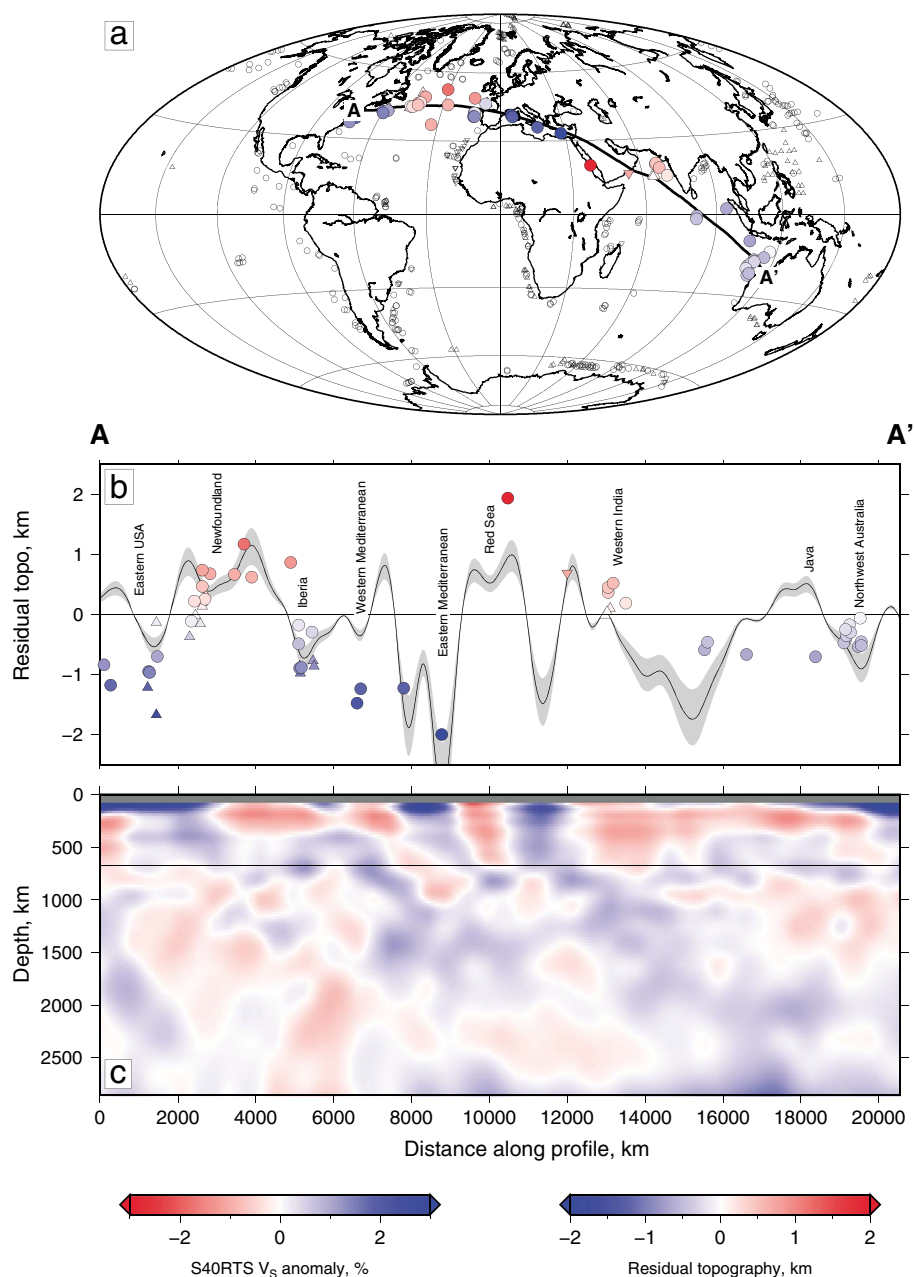 a
A
A'
A
A'
b
Residual topo, km
2
1
0
−1
−2
Eastern USA
Newfoundland
Iberia
Western Mediterranean
Eastern Mediterranean
Red Sea
Western India
Java
Northwest Australia
c
Depth, km
0
500
1000
1500
2000
2500
0 2000 4000 6000 8000 10000 12000 14000 16000 18000 20000
Distance along profile, km
−2 0 2
S40RTS VS anomaly, %
−2 −1 0 1 2
Residual topography, km